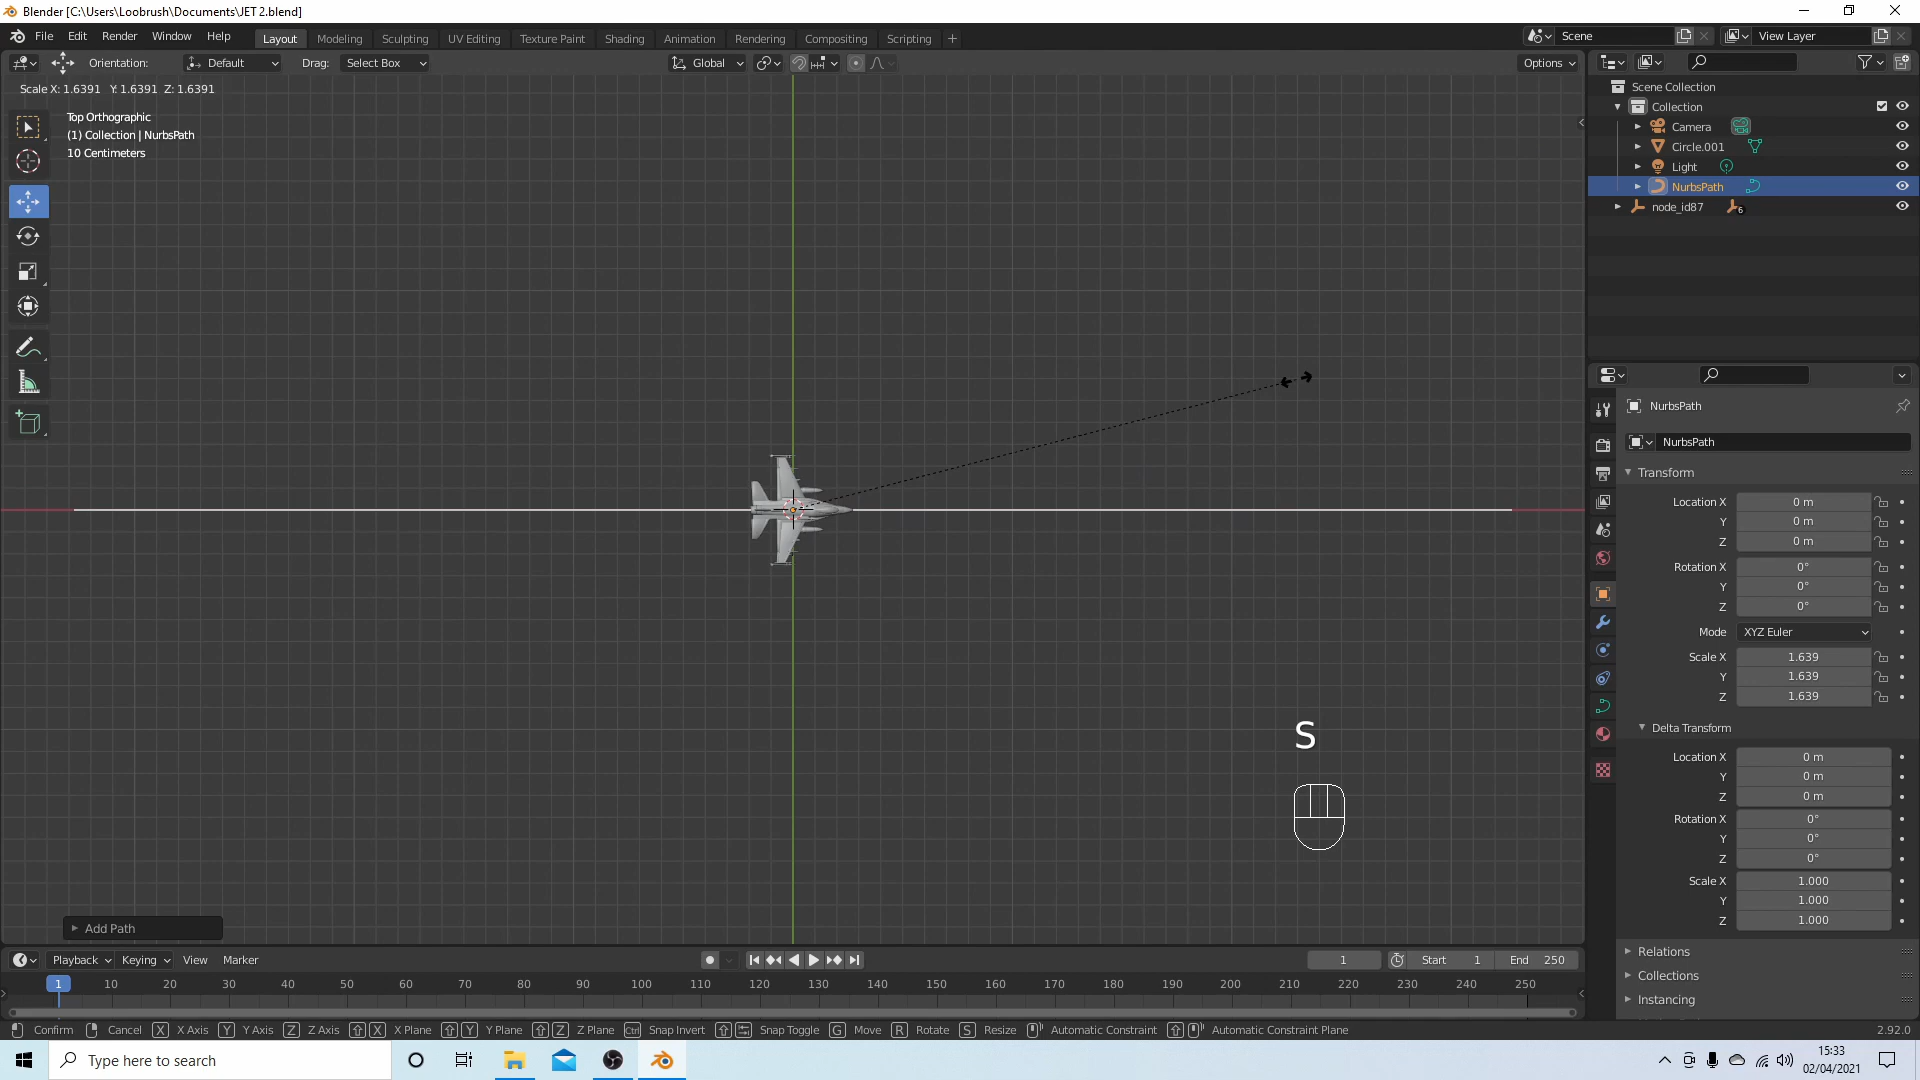 Blender [C:\Users\Loobrush\Documents\JET 2.blend]
File Edit Render Window Help Layout Modeling Sculpting UV Editing Texture Paint Shading Animation Rendering Compositing Scripting + Scene View Layer
Orientation: Default Drag: Select Box Global Options
Scale X: 1.6391 Y: 1.6391 Z: 1.6391
Top Orthographic
(1) Collection | NurbsPath
10 Centimeters
Scene Collection
Collection
Camera
Circle.001
Light
NurbsPath
node_id87 6
NurbsPath
NurbsPath
Transform
Location X 0 m
Y 0 m
Z 0 m
Rotation X 0°
Y 0°
Z 0°
Mode XYZ Euler
Scale X 1.639
Y 1.639
Z 1.639
Delta Transform
Location X 0 m
Y 0 m
Z 0 m
Rotation X 0°
Y 0°
Z 0°
Scale X 1.000
Y 1.000
Z 1.000
Relations
Collections
Instancing
S
Add Path
Playback Keying View Marker 1 Start 1 End 250
1 10 20 30 40 50 60 70 80 90 100 110 120 130 140 150 160 170 180 190 200 210 220 230 240 250
Confirm Cancel X X Axis Y Y Axis Z Z Axis X X Plane Y Y Plane Z Z Plane Ctrl Snap Invert Snap Toggle G Move R Rotate S Resize Automatic Constraint Automatic Constraint Plane 2.92.0
Type here to search
15:33
02/04/2021